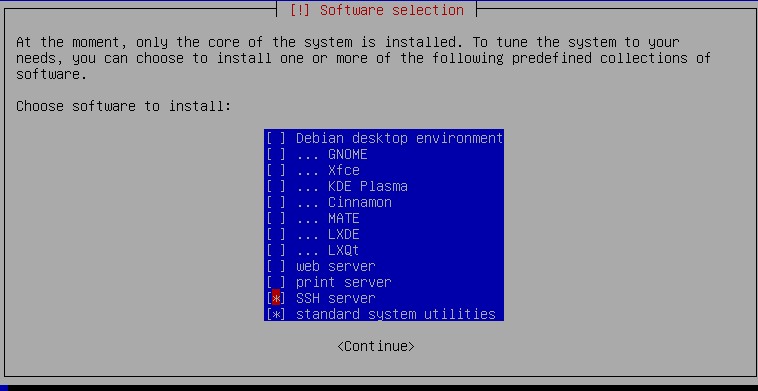 [!] Software selection
At the moment, only the core of the system is installed. To tune the system to your
needs, you can choose to install one or more of the following predefined collections of
software.
Choose software to install:
[ ] Debian desktop environment
[ ] ... GNOME
[ ] ... Xfce
[ ] ... KDE Plasma
[ ] ... Cinnamon
[ ] ... MATE
[ ] ... LXDE
[ ] ... LXQt
[ ] web server
[ ] print server
[*] SSH server
[*] standard system utilities
<Continue>